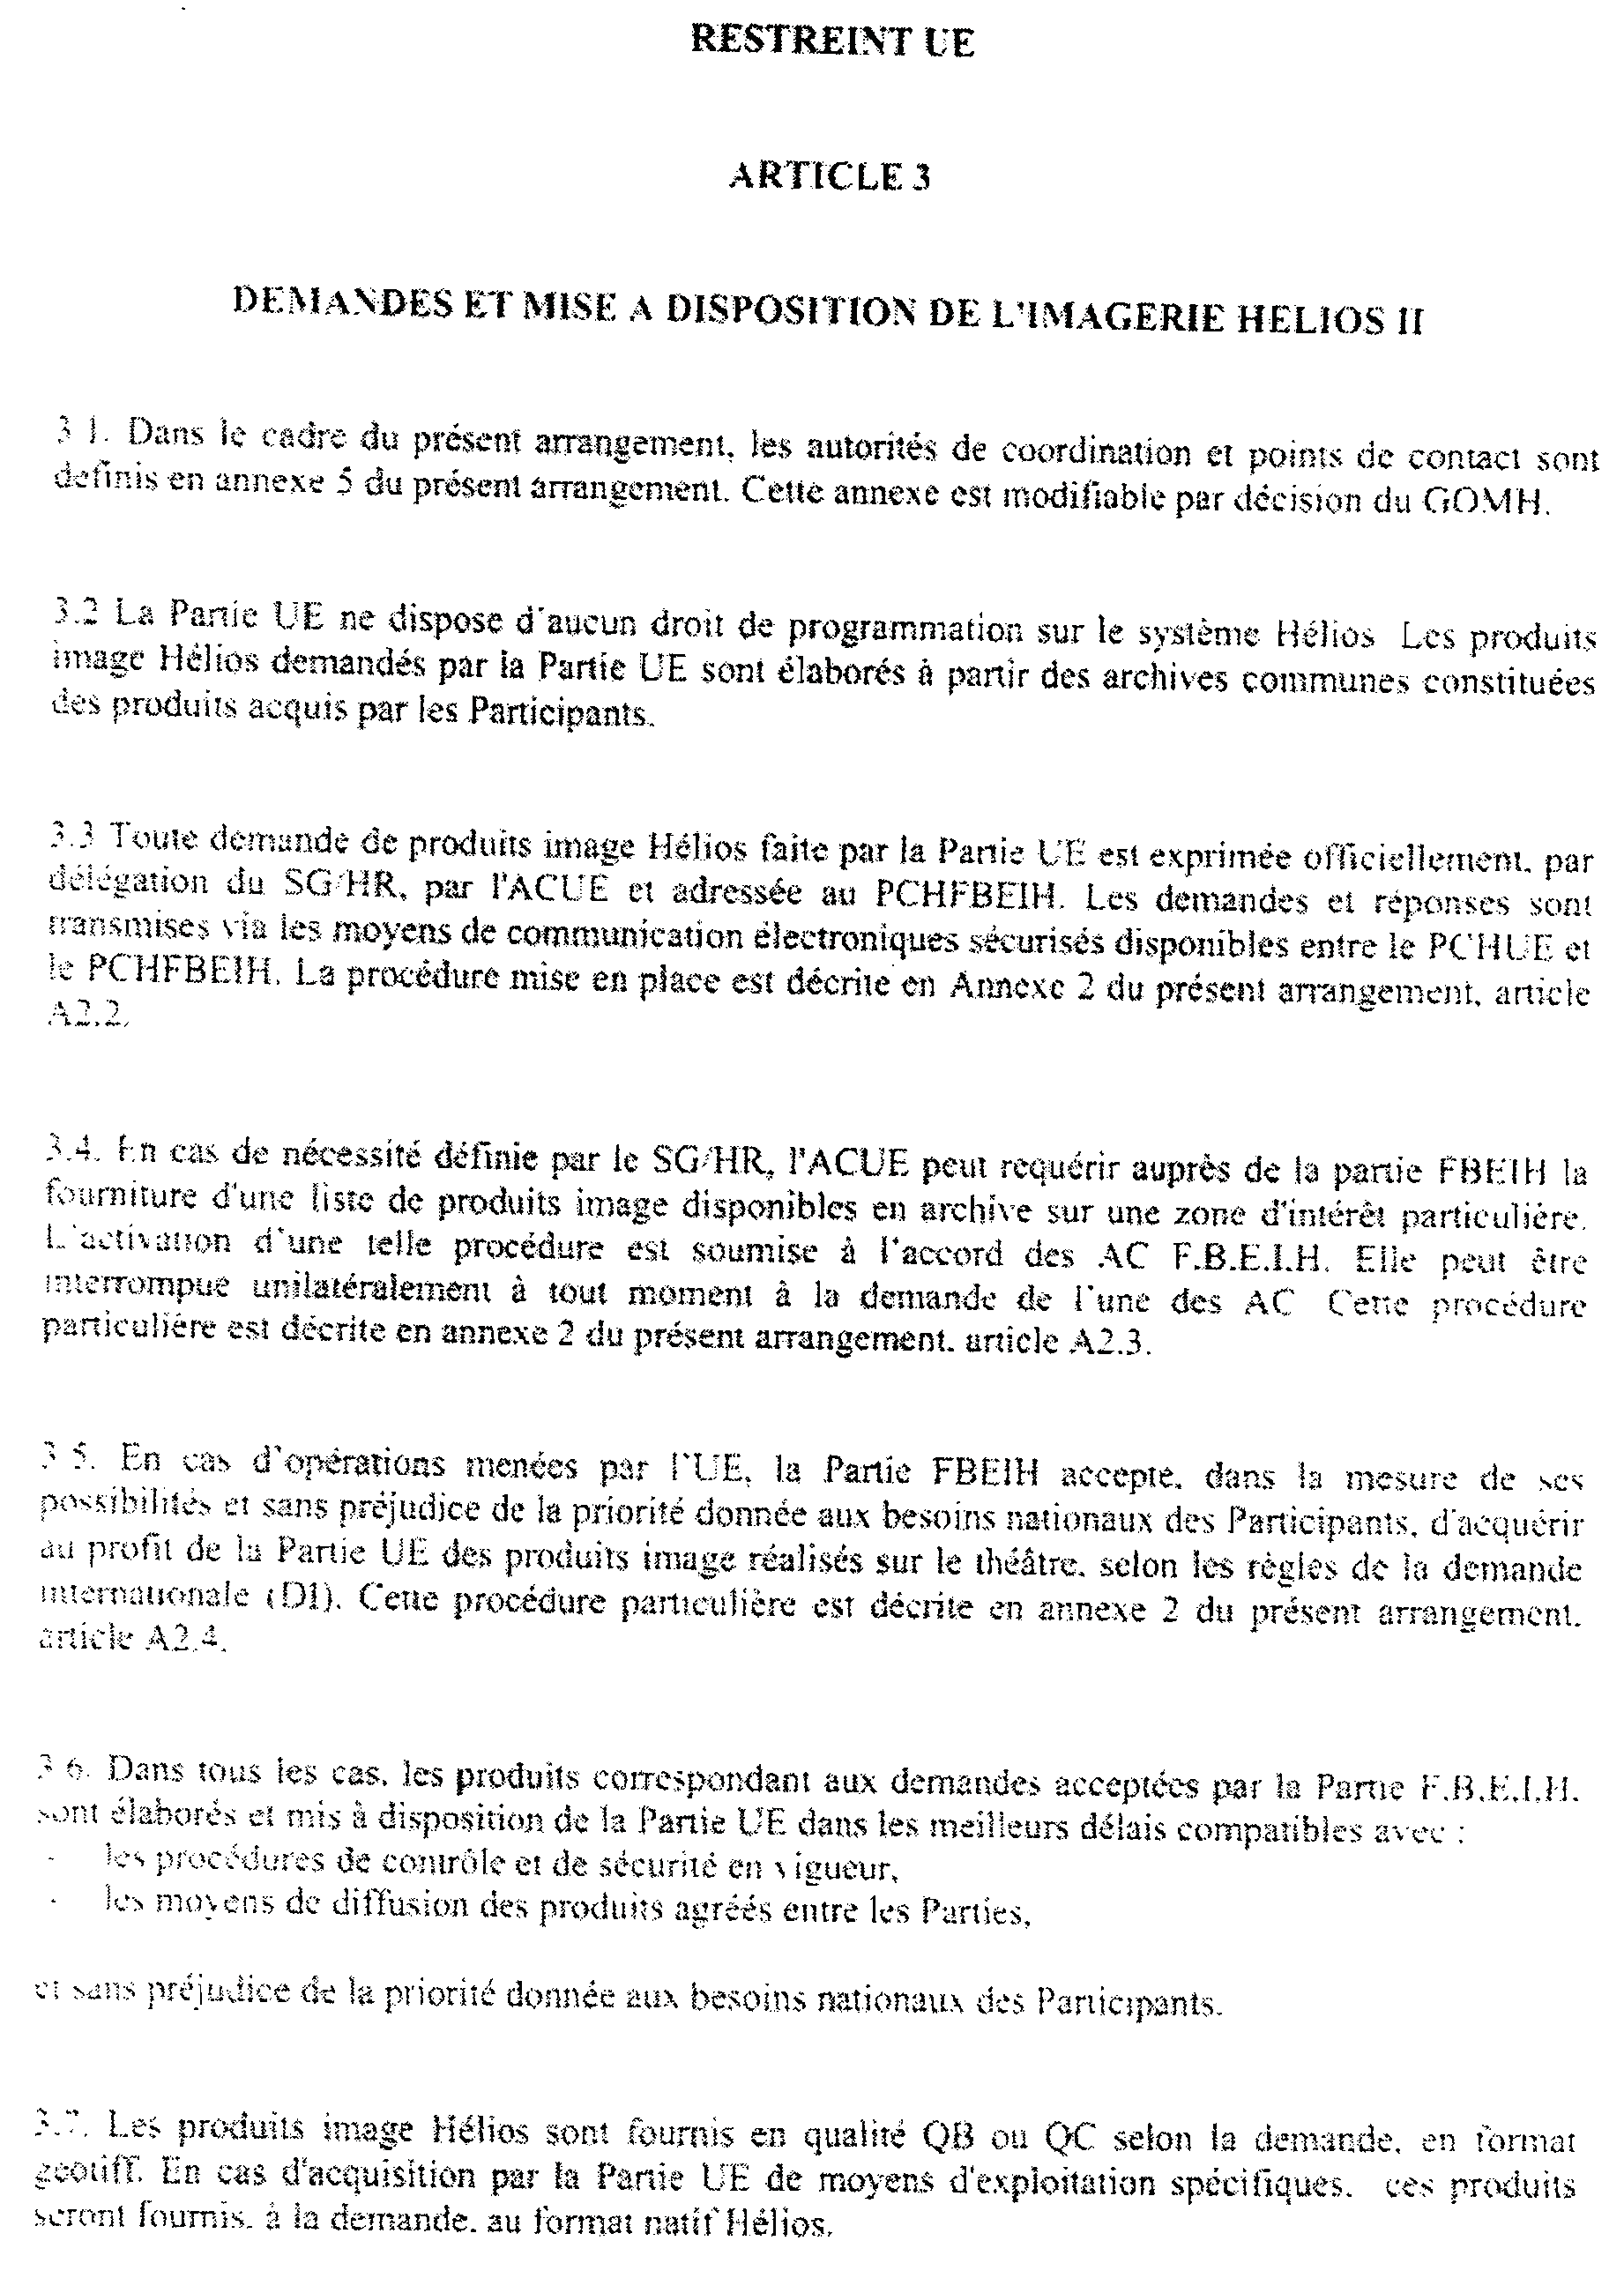 RESTREINT UE
ARTICLE 3
DEMANDES ET MISE A DISPOSITION DE L'IMAGERIE HELIOS II
3 1. Dans le cadre du présent arrangement, les autorités de coordination et points de contact sont
définis en annexe 5 du présent arrangement. Cette annexe est modifiable par décision du GOMH.
3.2 La Partie UE ne dispose d'aucun droit de programmation sur le système Hélios Les produits
image Hélios demandés par la Partie UE sont élaborés à partir des archives communes constituées
des produits acquis par les Participants.
3.3 Toute demande de produits image Hélios faite par la Partie UE est exprimée officiellement, par
délégation du SG/HR, par l'ACUE et adressée au PCHFBEIH. Les demandes et réponses sont
transmises via les moyens de communication électroniques sécurisés disponibles entre le PCHUE et
le PCHFBEIH. La procédure mise en place est décrite en Annexe 2 du présent arrangement, article
A2.2.
3.4. En cas de nécessité définie par le SG/HR, l'ACUE peut requérir auprès de la partie FBEIH la
fourniture d'une liste de produits image disponibles en archive sur une zone d'intérêt particulière.
L'activation d'une telle procédure est soumise à l'accord des AC F.B.E.I.H. Elle peut être
interrompue unilatéralement à tout moment à la demande de l'une des AC Cette procédure
particulière est décrite en annexe 2 du présent arrangement. article A2.3.
3 5. En cas d'opérations menées par l'UE, la Partie FBEIH accepte, dans la mesure de ses
possibilités et sans préjudice de la priorité donnée aux besoins nationaux des Participants, d'acquérir
au profit de la Partie UE des produits image réalisés sur le théâtre, selon les règles de la demande
internationale (DI). Cette procédure particulière est décrite en annexe 2 du présent arrangement.
article A2.4.
3 6. Dans tous les cas, les produits correspondant aux demandes acceptées par la Partie F.B.E.I.H.
sont élaborés et mis à disposition de la Partie UE dans les meilleurs délais compatibles avec :
- les procédures de contrôle et de sécurité en vigueur,
- les moyens de diffusion des produits agréés entre les Parties,
et sans préjudice de la priorité donnée aux besoins nationaux des Participants.
3.7. Les produits image Hélios sont fournis en qualité QB ou QC selon la demande, en format
geotiff. En cas d'acquisition par la Partie UE de moyens d'exploitation spécifiques, ces produits
seront fournis, à la demande, au format natif Hélios.